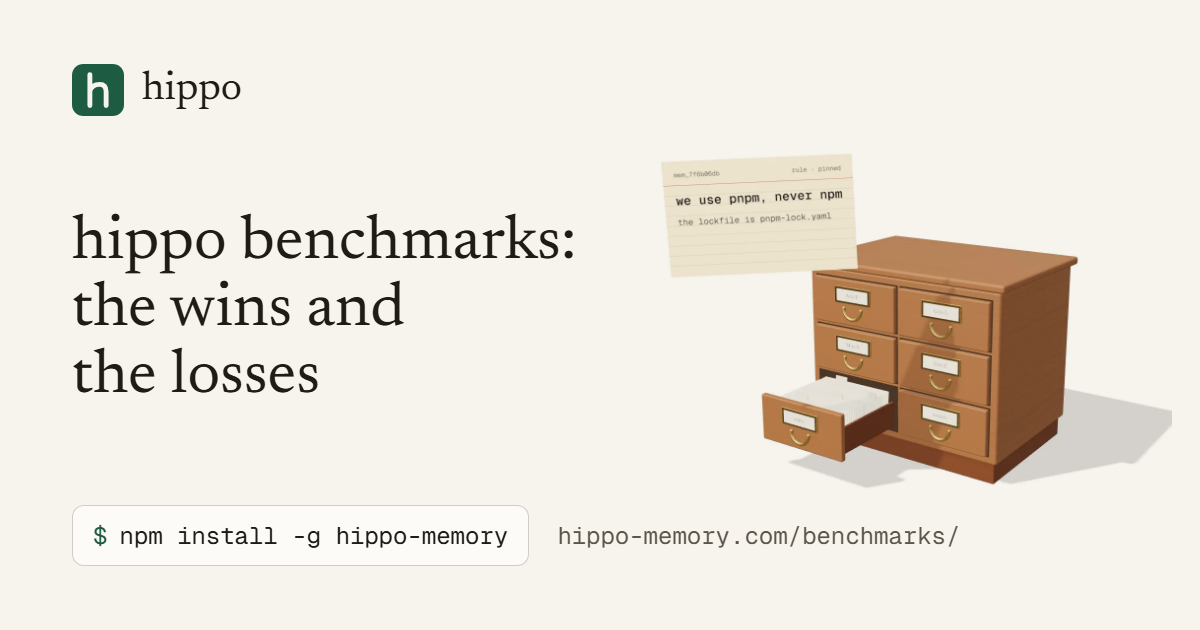 h hippo
mem_7f6b06db rule · pinned
we use pnpm, never npm
the lockfile is pnpm-lock.yaml
hippo benchmarks:
the wins and
the losses
$ npm install -g hippo-memory
hippo-memory.com/benchmarks/